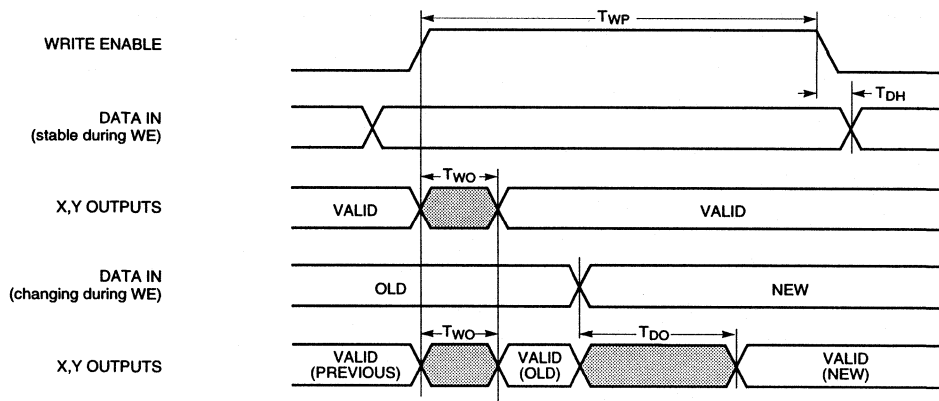 TWP
WRITE ENABLE
TDH
DATA IN
(stable during WE)
TWO
X,Y OUTPUTS
VALID
VALID
DATA IN
(changing during WE)
OLD
NEW
TWO
TDO
X,Y OUTPUTS
VALID
(PREVIOUS)
VALID
(OLD)
VALID
(NEW)